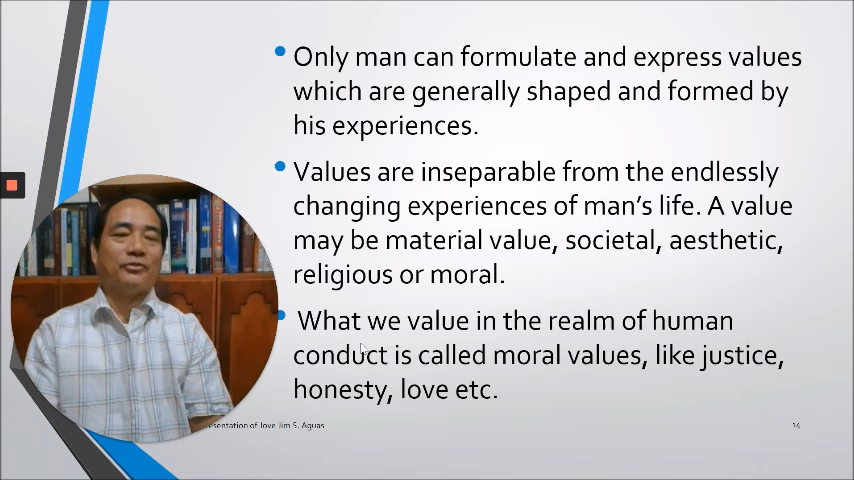 Only man can formulate and express values
which are generally shaped and formed by
his experiences.
Values are inseparable from the endlessly
changing experiences of man's life. A value
may be material value, societal, aesthetic,
religious or moral.
What we value in the realm of human
conduct is called moral values, like justice,
honesty, love etc.
esentation of Jove Jim S. Aguas
14